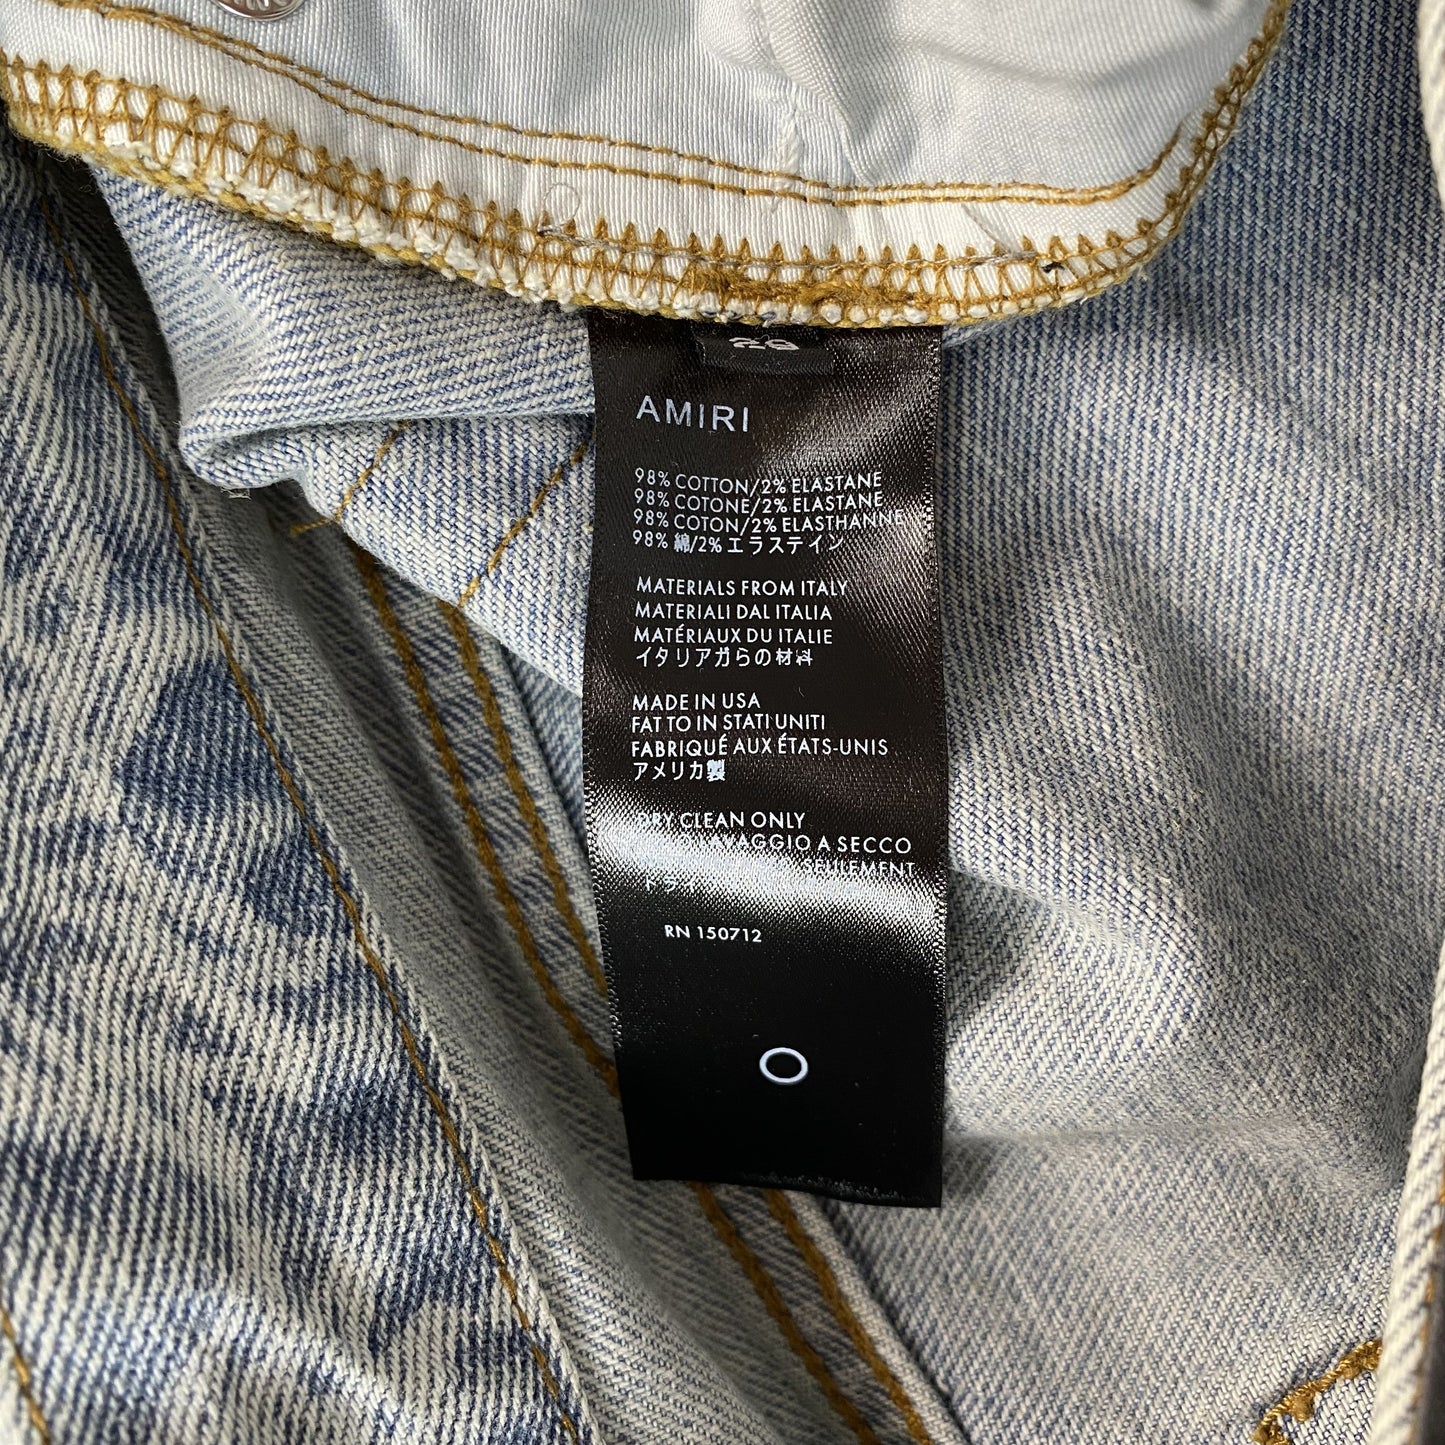 AMIRI
98% COTTON/2% ELASTANE
98% COTONE/2% ELASTANE
98% COTON/2% ELASTHANNE
98% 綿/2% エラステイン
MATERIALS FROM ITALY
MATERIALI DAL ITALIA
MATÉRIAUX DU ITALIE
イタリアガらの材料
MADE IN USA
FAT TO IN STATI UNITI
FABRIQUÉ AUX ÉTATS-UNIS
アメリカ製
DRY CLEAN ONLY
A SECCO
SEULEMENT
RN 150712